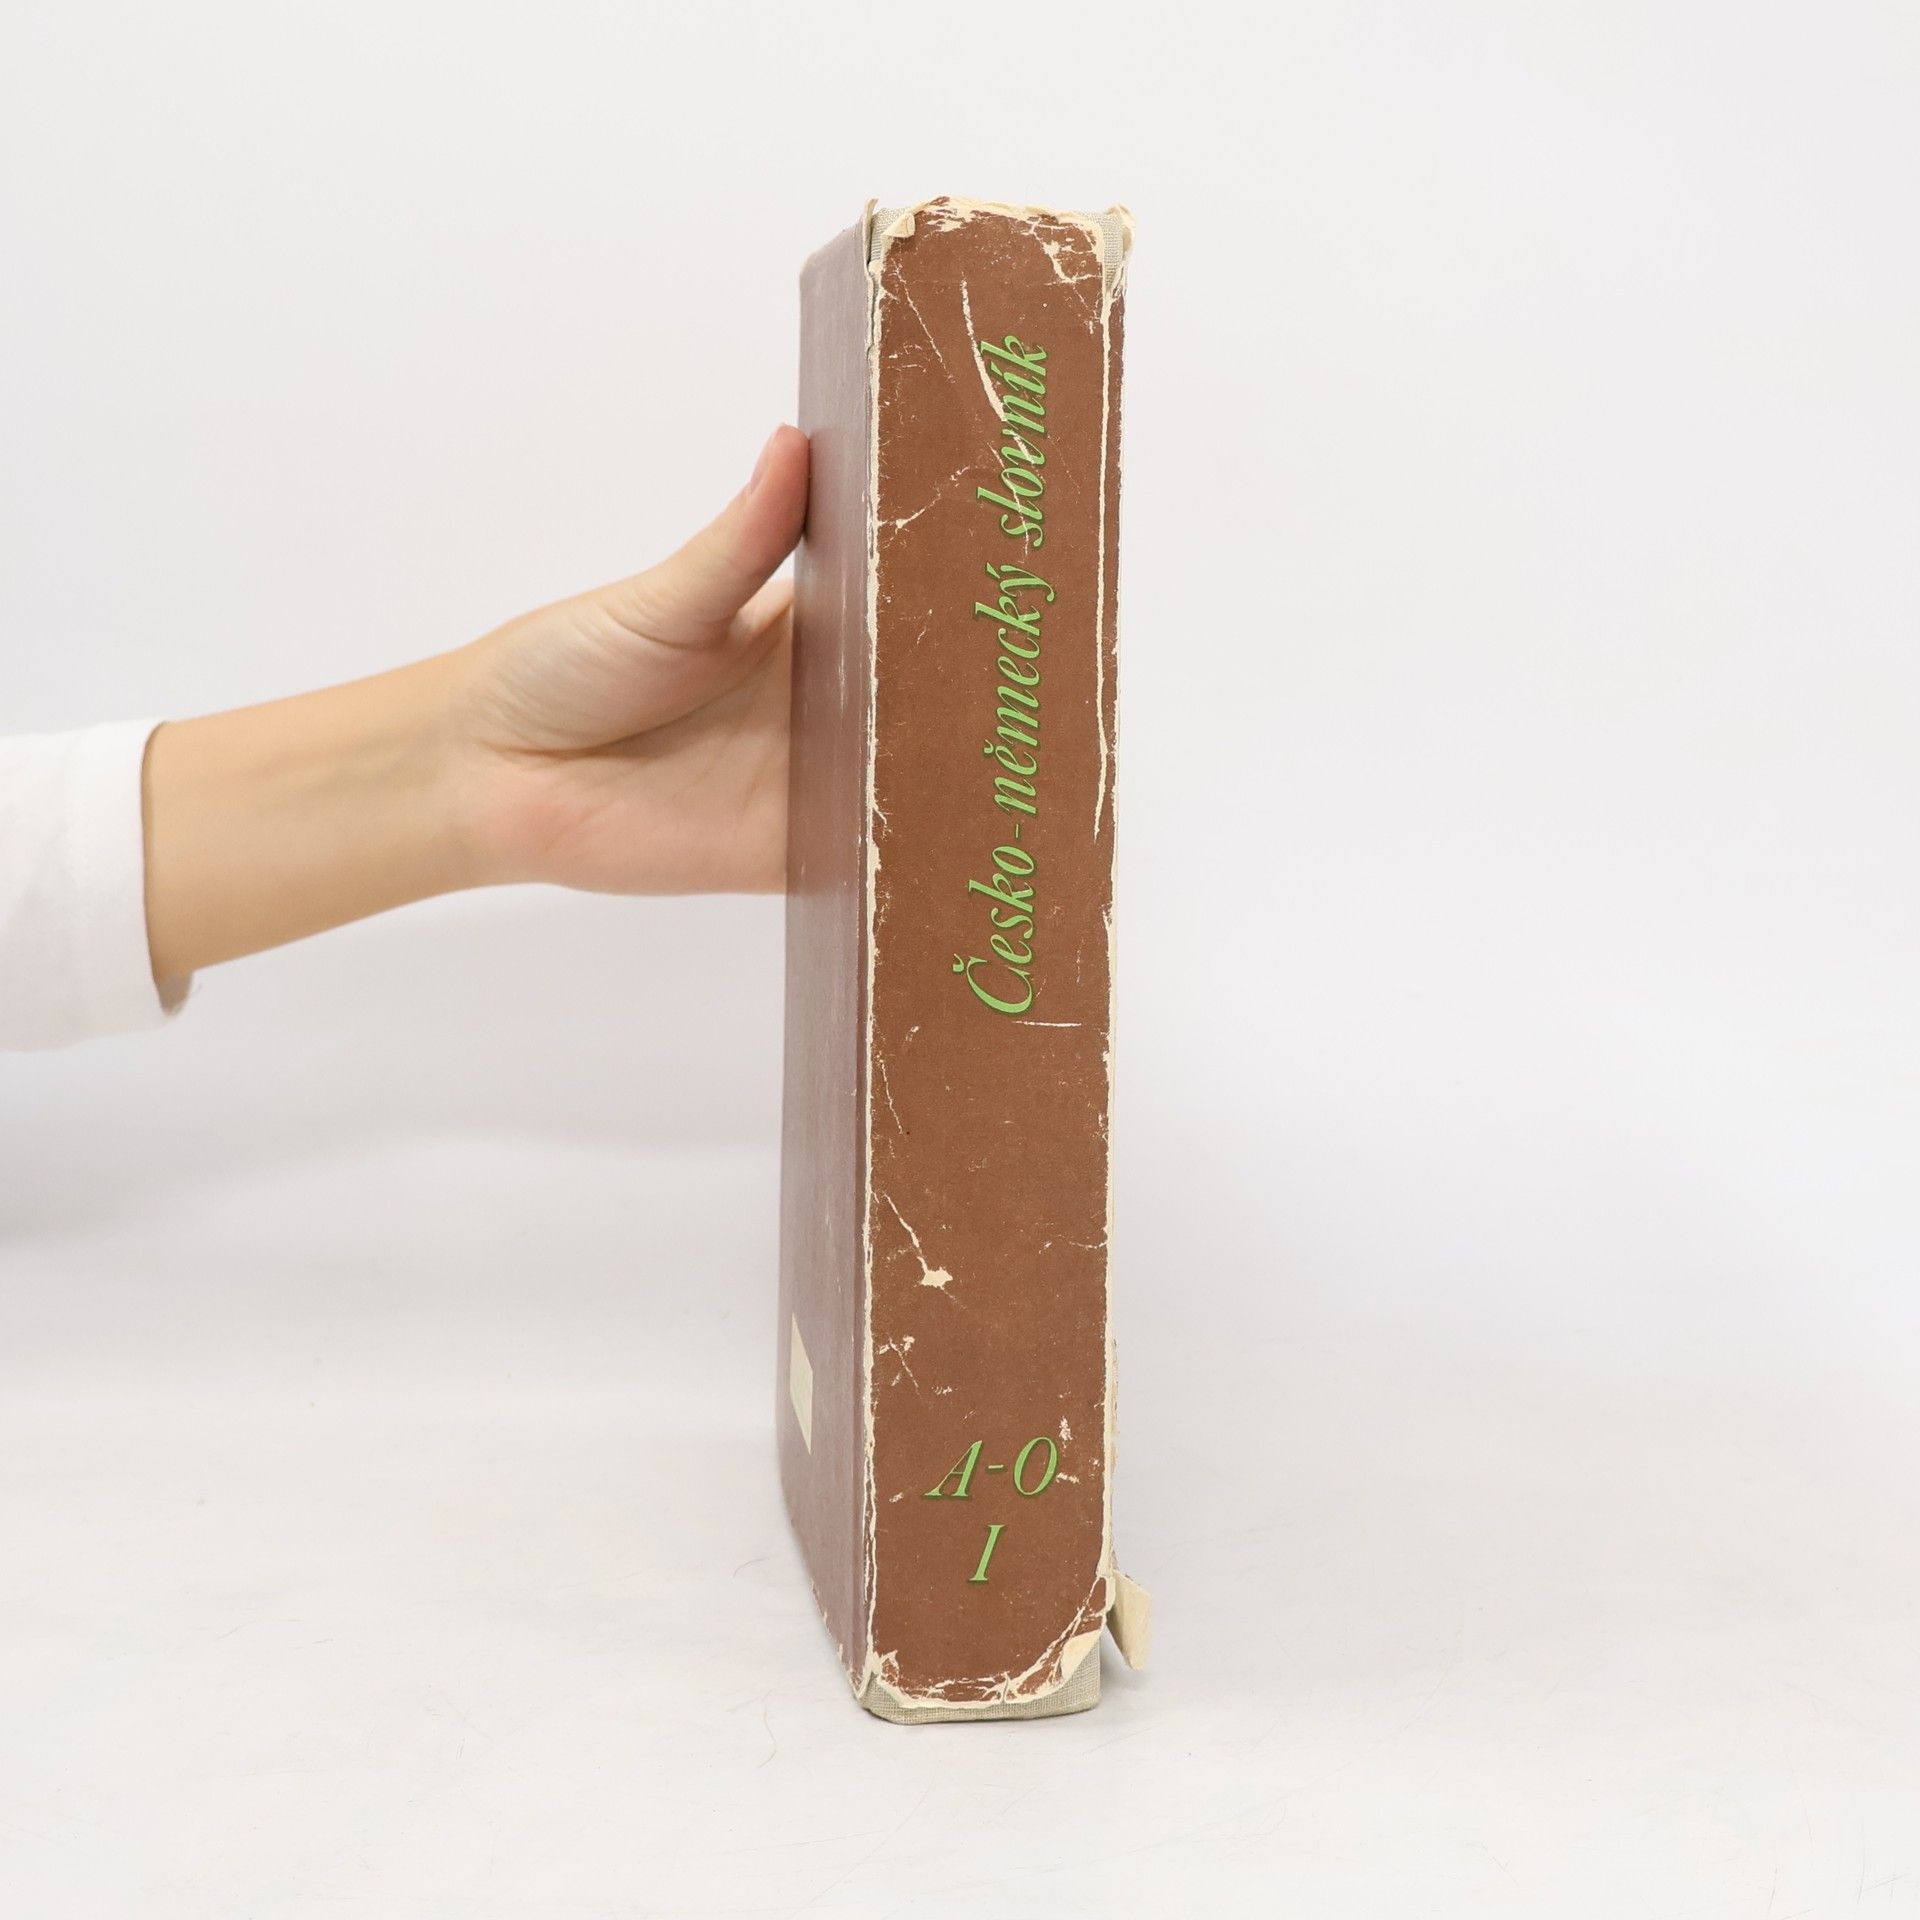 Česko-německý slovník
A-O
I